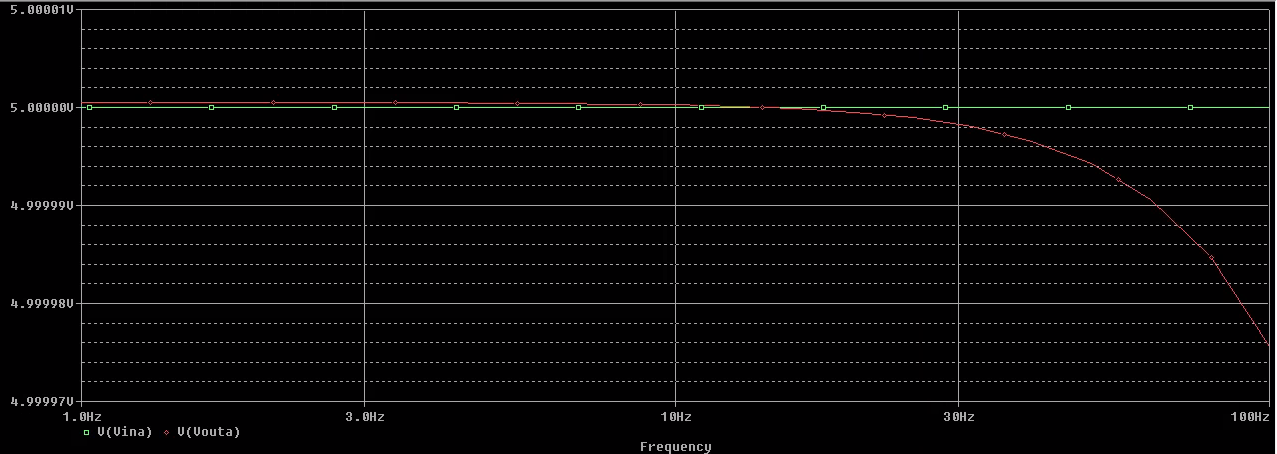 5.00001V
5.00000V
4.99999V
4.99998V
4.99997V
1.0Hz 3.0Hz 10Hz 30Hz 100Hz
V(Vina) V(Vouta)
Frequency